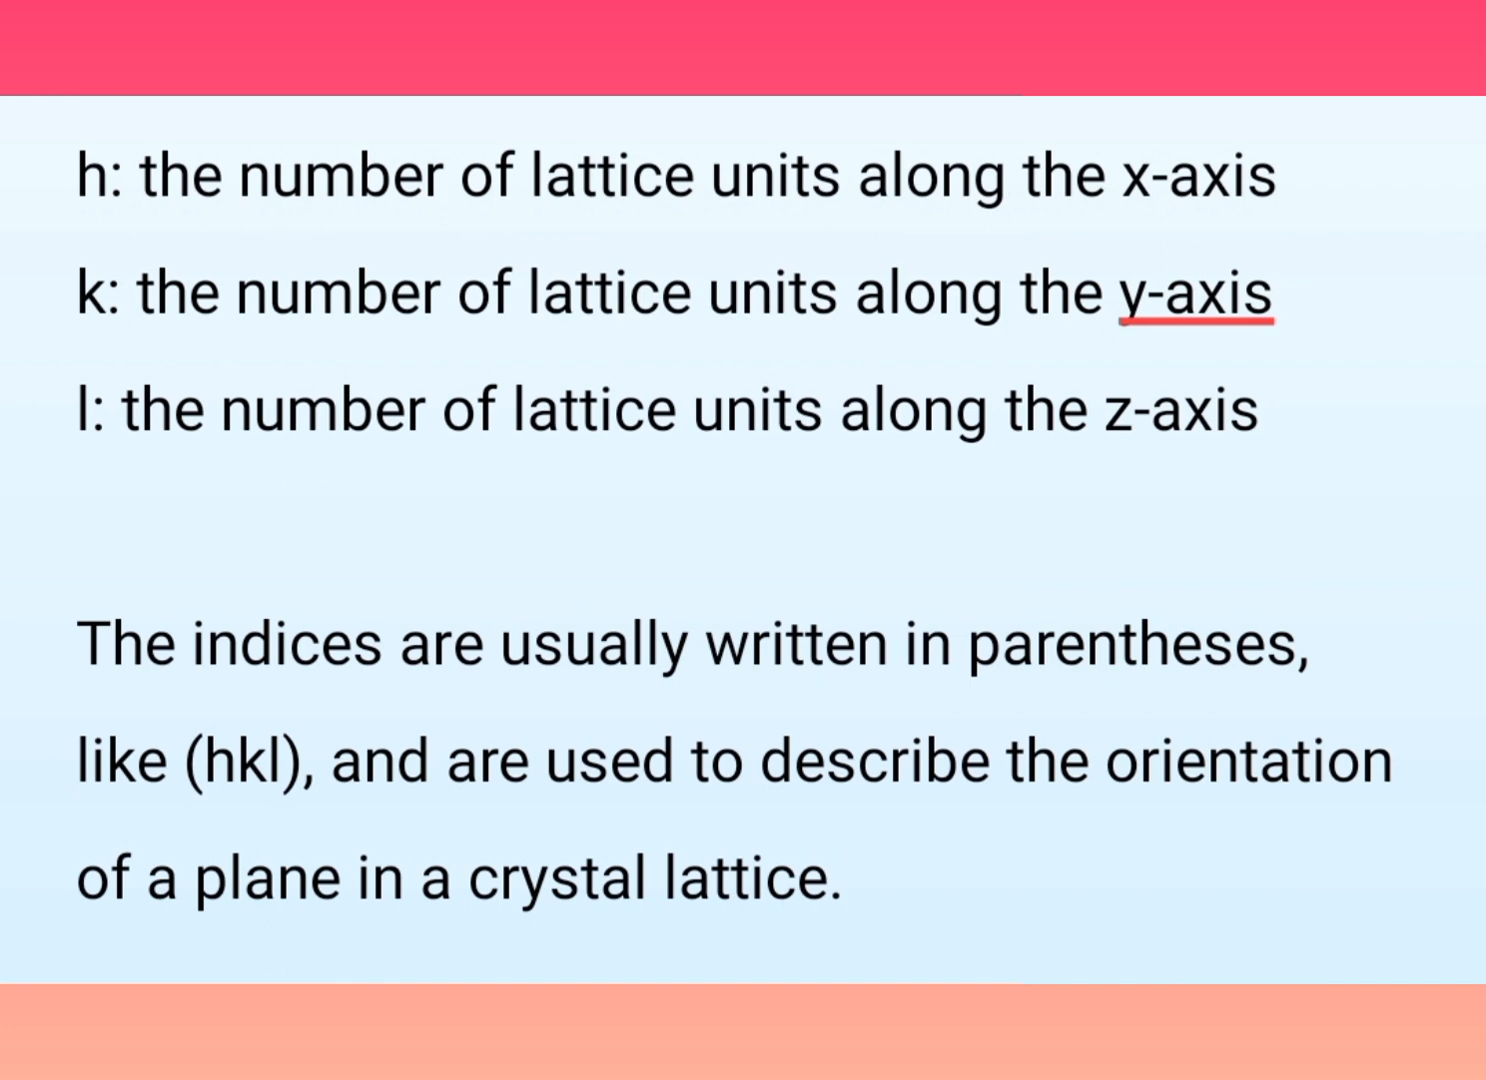 h: the number of lattice units along the x-axis
k: the number of lattice units along the y-axis
l: the number of lattice units along the z-axis
The indices are usually written in parentheses,
like (hkl), and are used to describe the orientation
of a plane in a crystal lattice.